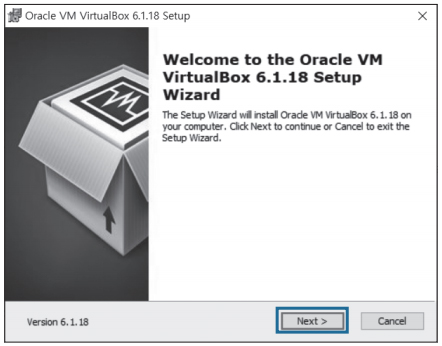 Oracle VM VirtualBox 6.1.18 Setup
Welcome to the Oracle VM
VirtualBox 6.1.18 Setup
Wizard
The Setup Wizard will install Oracle VM VirtualBox 6.1.18 on
your computer. Click Next to continue or Cancel to exit the
Setup Wizard.
Version 6.1.18
Next >
Cancel